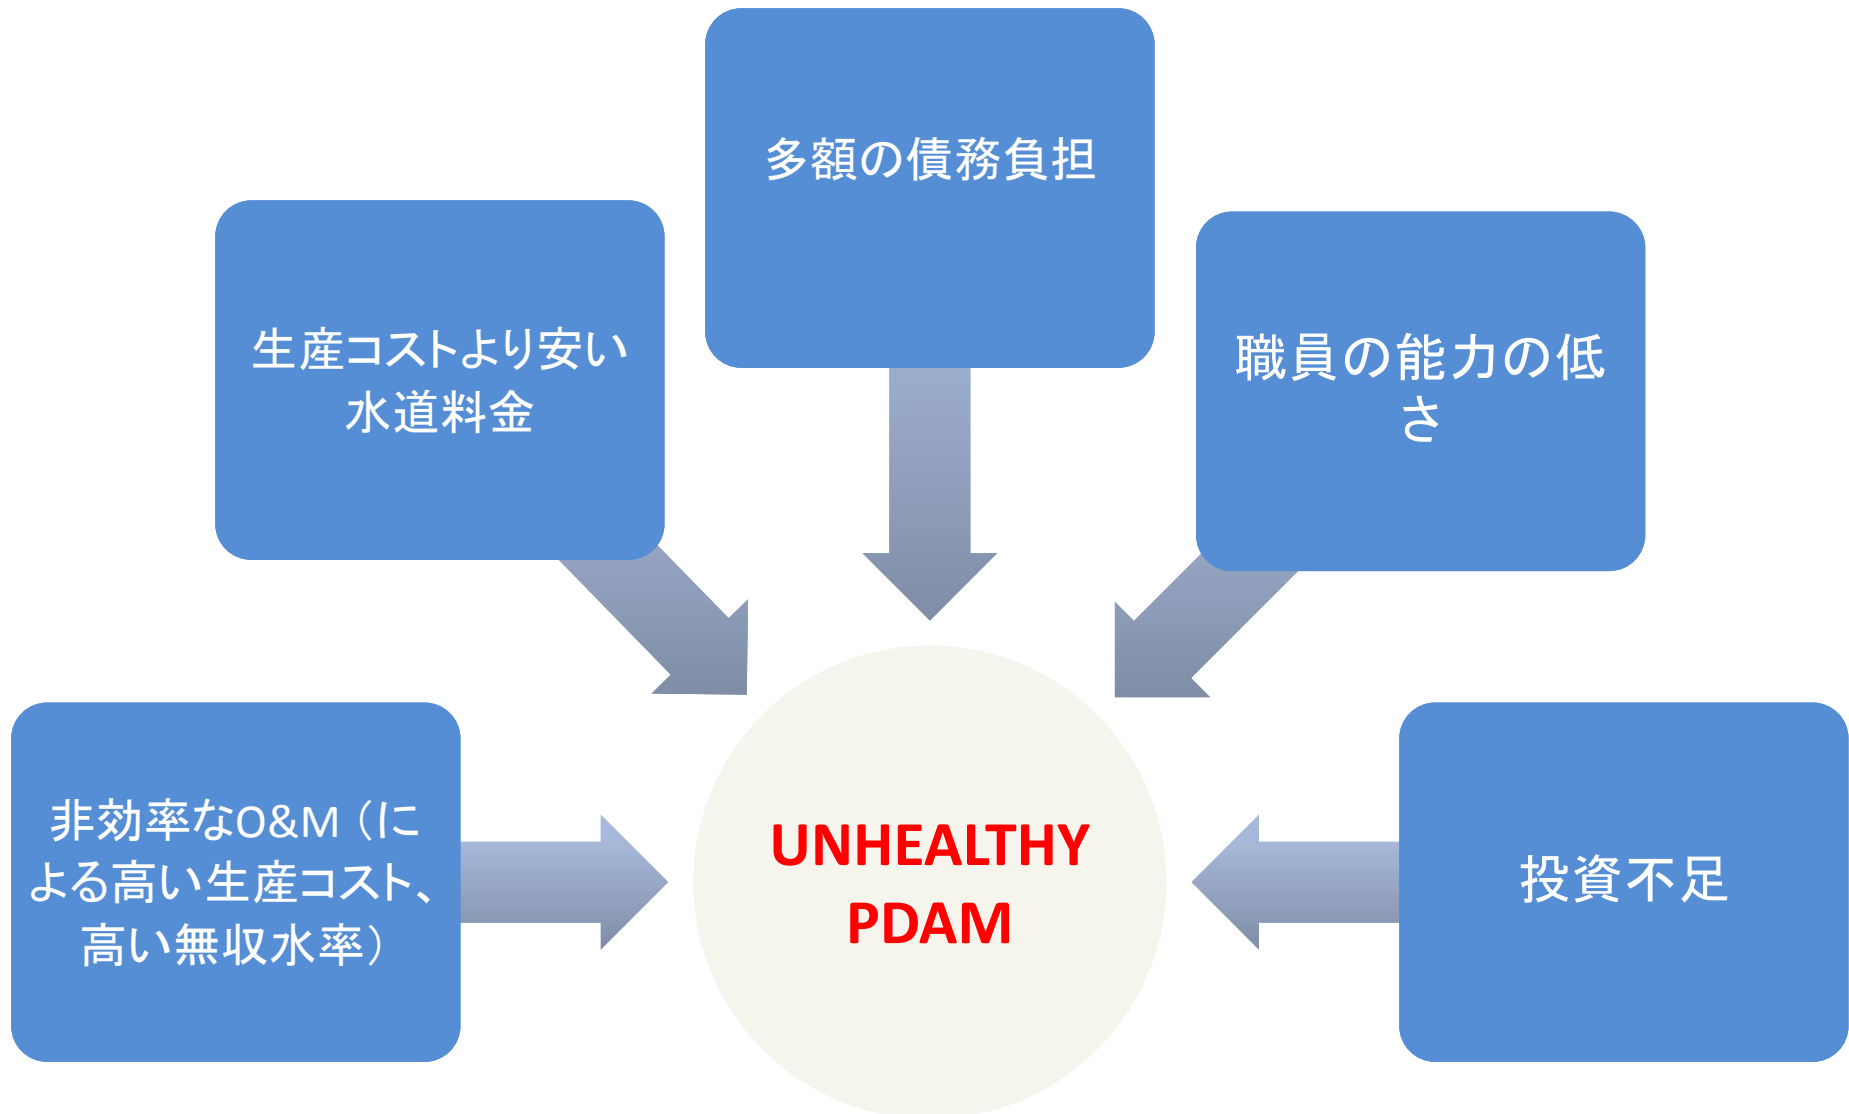 多額の債務負担
生産コストより安い
水道料金
職員の能力の低
さ
非効率なO&M（に
よる高い生産コスト、
高い無収水率）
UNHEALTHY
PDAM
投資不足